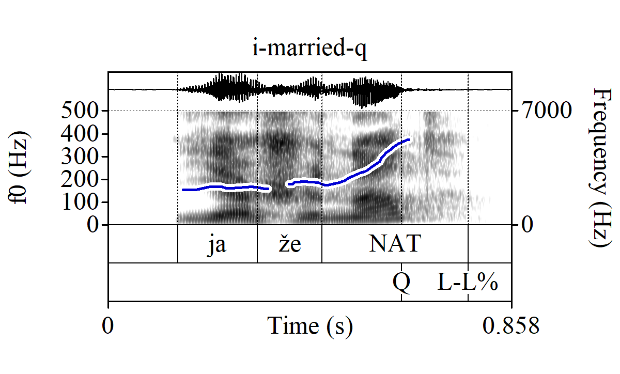 i-married-q
500
400
300
200
100
0
f0 (Hz)
7000
0
Frequency (Hz)
ja že NAT
Q L-L%
0 Time (s) 0.858